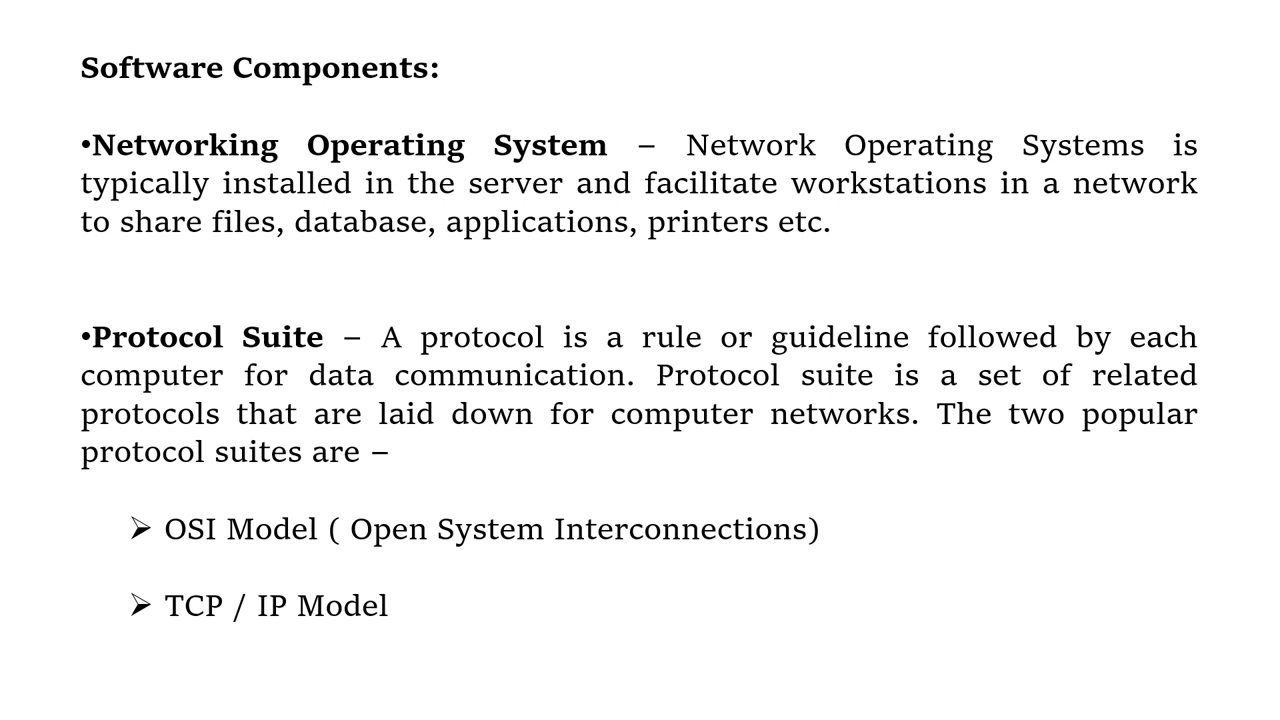 Software Components:
•Networking Operating System – Network Operating Systems is
typically installed in the server and facilitate workstations in a network
to share files, database, applications, printers etc.
•Protocol Suite – A protocol is a rule or guideline followed by each
computer for data communication. Protocol suite is a set of related
protocols that are laid down for computer networks. The two popular
protocol suites are –
➢ OSI Model ( Open System Interconnections)
➢ TCP / IP Model